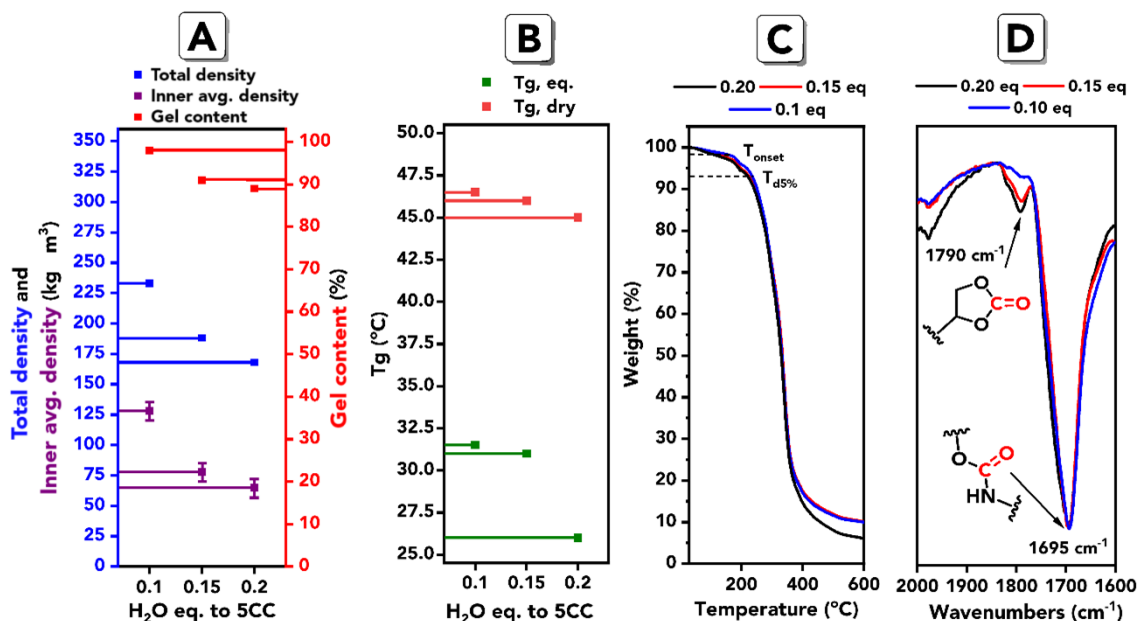 A
Total density
Inner avg. density
Gel content
Total density and
Inner avg. density (kg m³)
350
325
300
275
250
225
200
175
150
125
100
75
50
25
0
100
90
80
70
60
50
40
30
20
10
0
Gel content (%)
0.1 0.15 0.2
H₂O eq. to 5CC
B
Tg, eq.
Tg, dry
Tg (°C)
50.0
47.5
45.0
42.5
40.0
37.5
35.0
32.5
30.0
27.5
25.0
0.1 0.15 0.2
H₂O eq. to 5CC
C
0.20 0.15 eq
0.1 eq
Weight (%)
100
90
80
70
60
50
40
30
20
10
0
Tonset
Td5%
200 400 600
Temperature (°C)
D
0.20 eq 0.15 eq
0.10 eq
1790 cm⁻¹
O
C=O
O
O
O
C
HN
1695 cm⁻¹
2000 1900 1800 1700 1600
Wavenumbers (cm⁻¹)